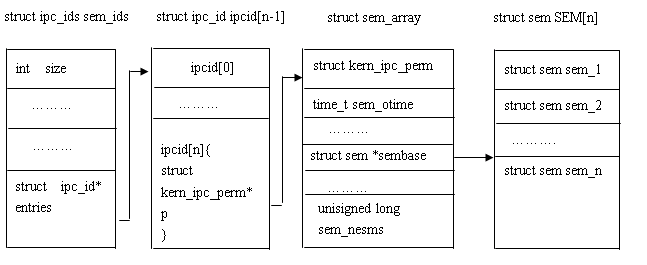 struct ipc_ids sem_ids
struct ipc_id ipcid[n-1]
struct sem_array
struct sem SEM[n]
int size
………
………
struct ipc_id*
entries
ipcid[0]
………
ipcid[n]{
struct
kern_ipc_perm*
p
}
struct kern_ipc_perm
time_t sem_otime
………
struct sem *sembase
………
unisigned long
sem_nesms
struct sem sem_1
struct sem sem_2
……….
struct sem sem_n